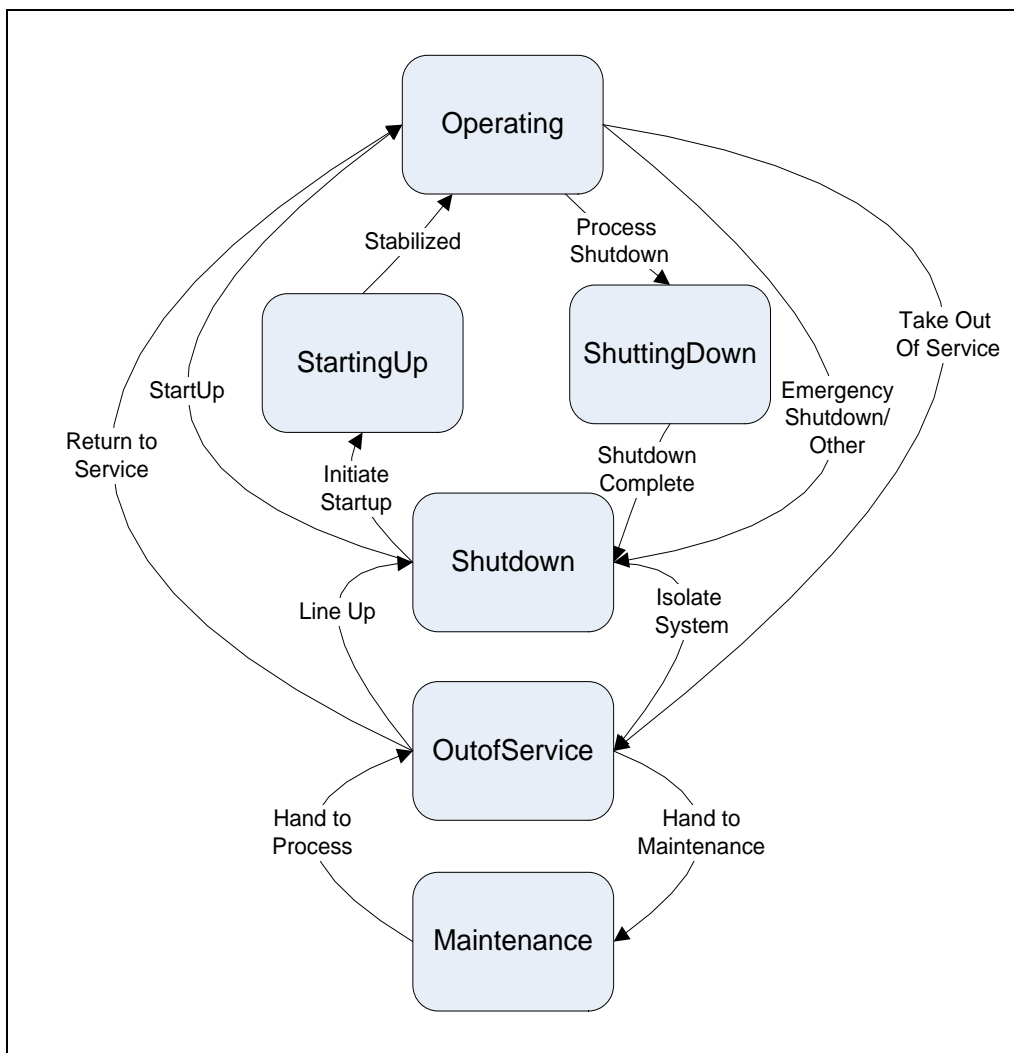 Operating
Process
Shutdown
Stabilized
Take Out
Of Service
StartingUp
ShuttingDown
StartUp
Emergency
Shutdown/
Other
Return to
Service
Initiate
Startup
Shutdown
Complete
Shutdown
Line Up
Isolate
System
OutofService
Hand to
Process
Hand to
Maintenance
Maintenance